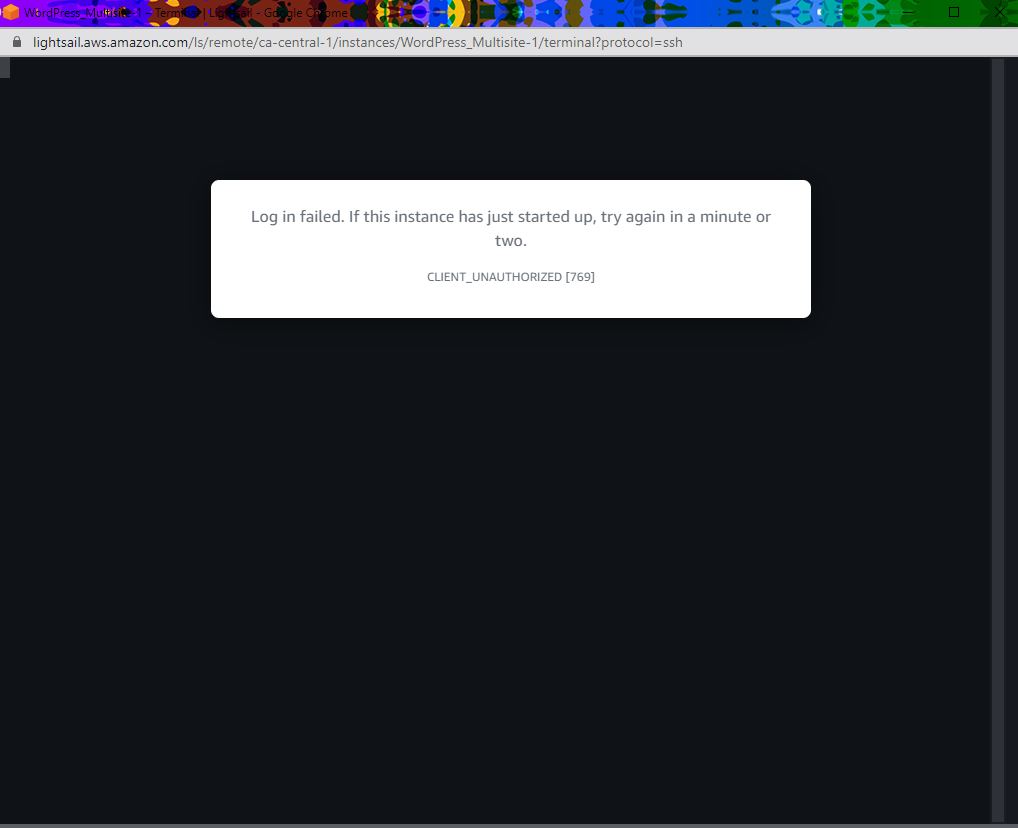 WordPress_Multisite-1 - Terminal | Lightsail - Google Chrome
lightsail.aws.amazon.com/ls/remote/ca-central-1/instances/WordPress_Multisite-1/terminal?protocol=ssh
Log in failed. If this instance has just started up, try again in a minute or
two.
CLIENT_UNAUTHORIZED [769]